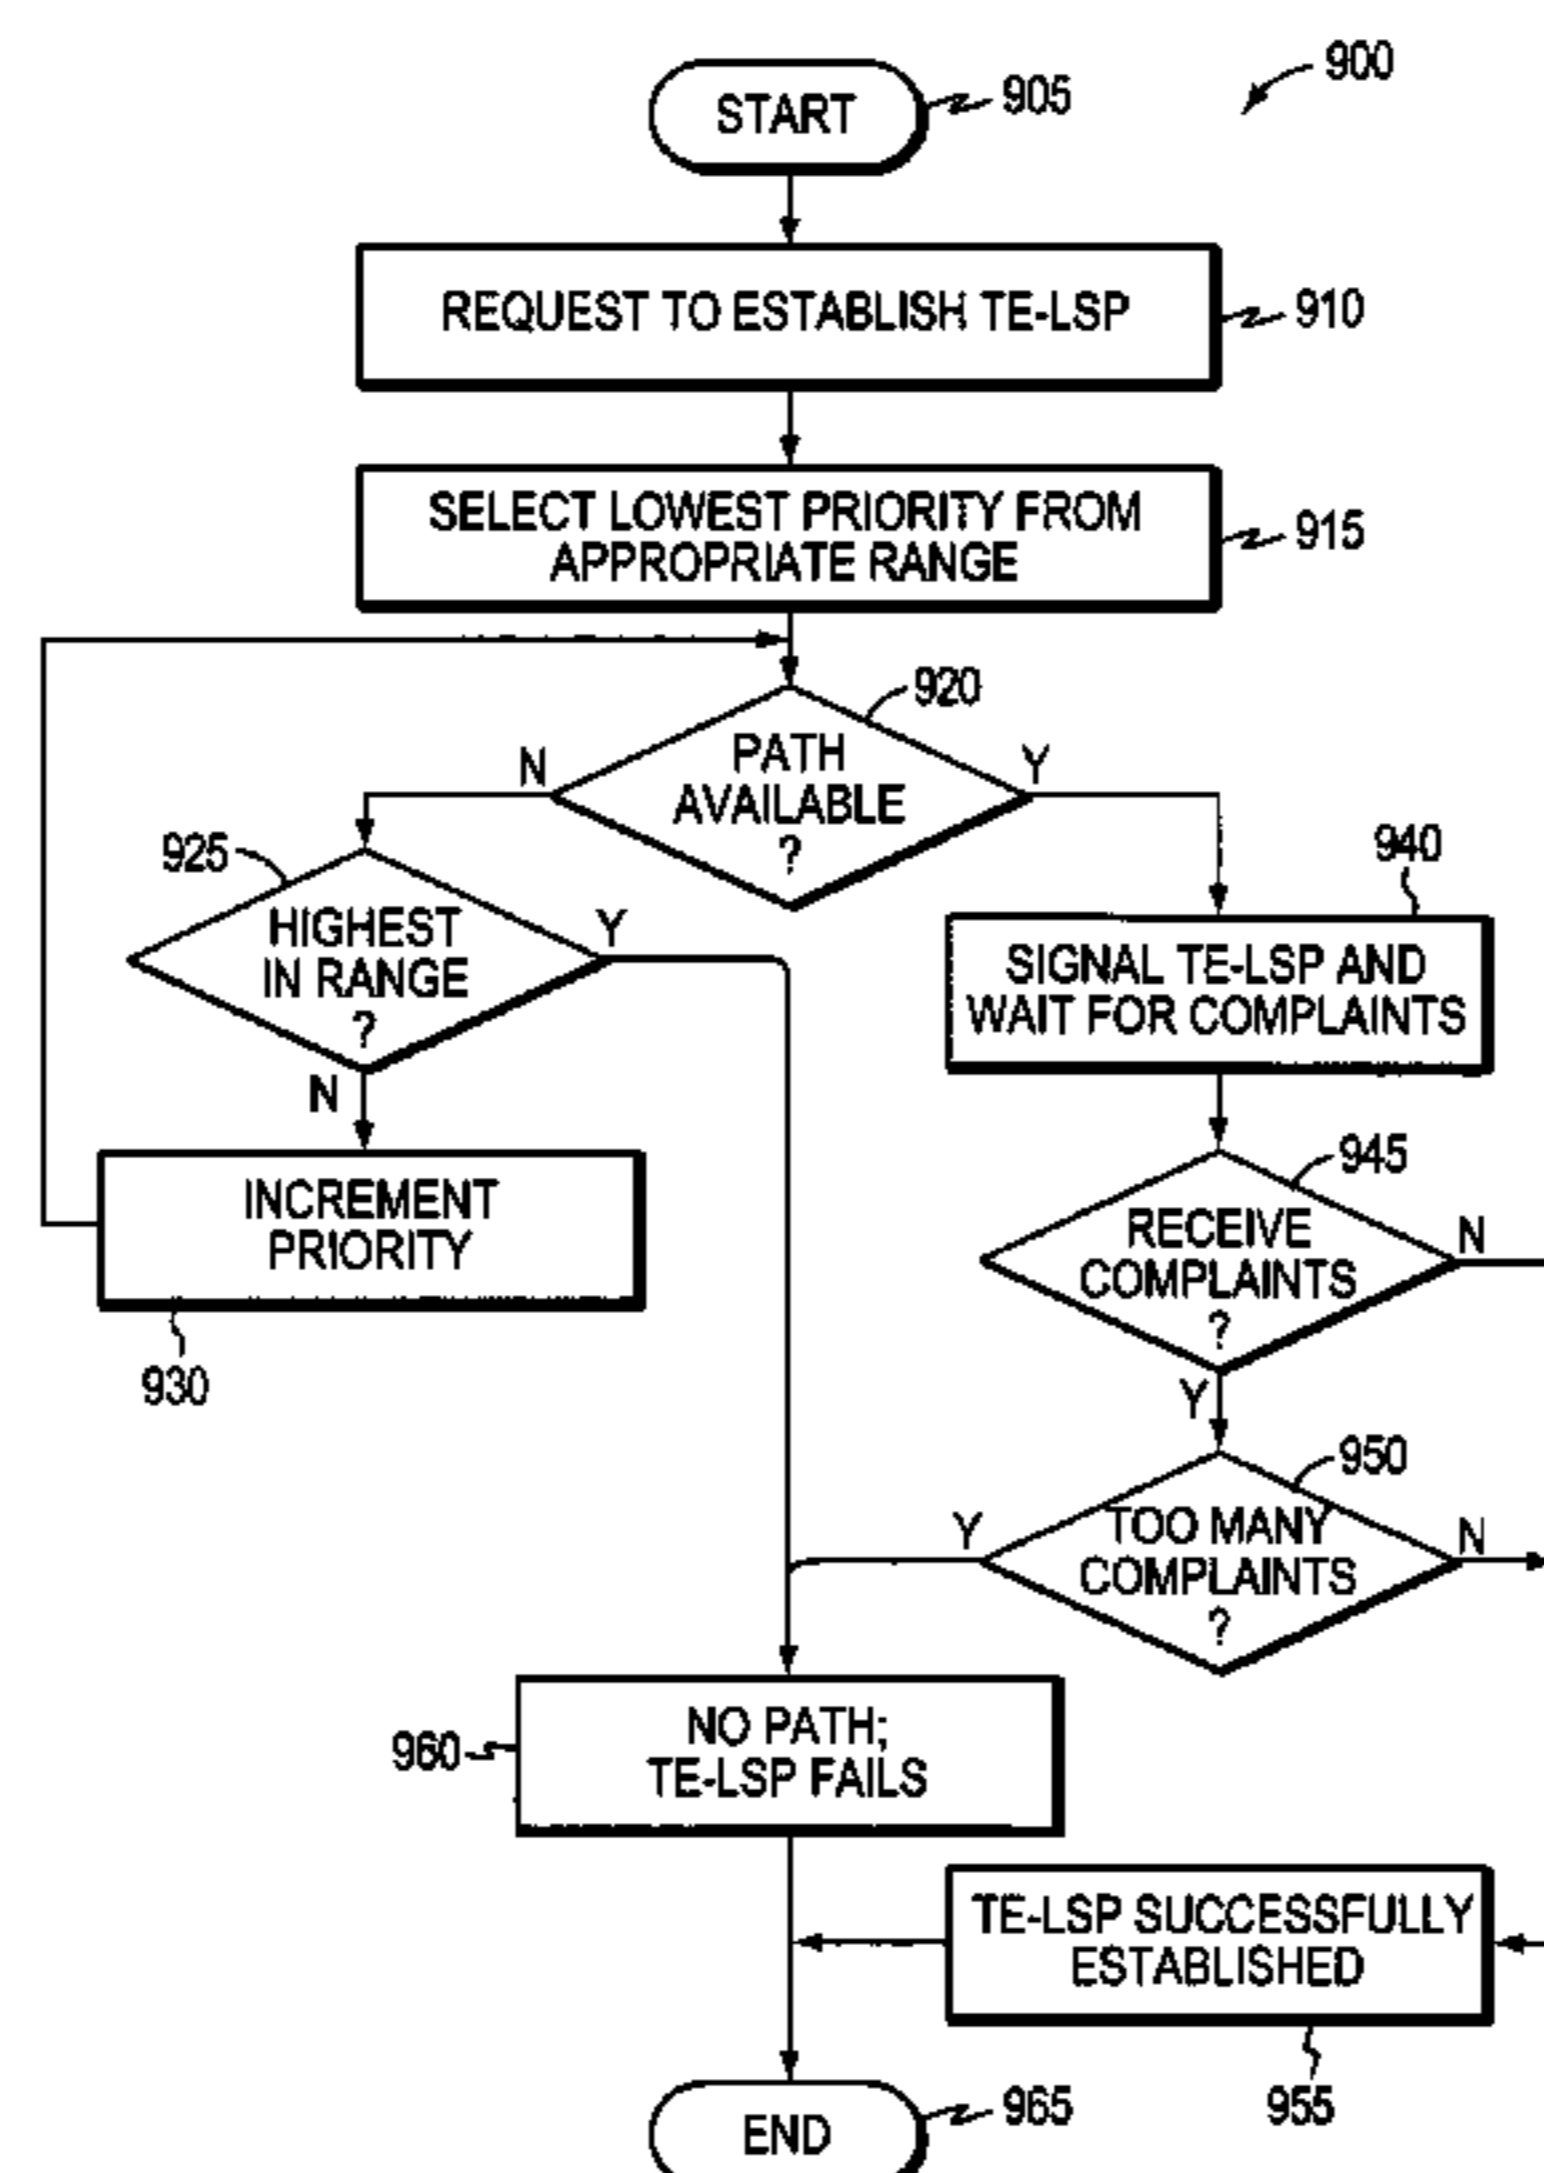 900
START
905
REQUEST TO ESTABLISH TE-LSP
910
SELECT LOWEST PRIORITY FROM
APPROPRIATE RANGE
915
920
N
PATH
AVAILABLE
?
Y
925
HIGHEST
IN RANGE
?
Y
N
940
SIGNAL TE-LSP AND
WAIT FOR COMPLAINTS
INCREMENT
PRIORITY
930
945
RECEIVE
COMPLAINTS
?
N
Y
950
Y
TOO MANY
COMPLAINTS
?
N
960
NO PATH;
TE-LSP FAILS
TE-LSP SUCCESSFULLY
ESTABLISHED
955
END
965